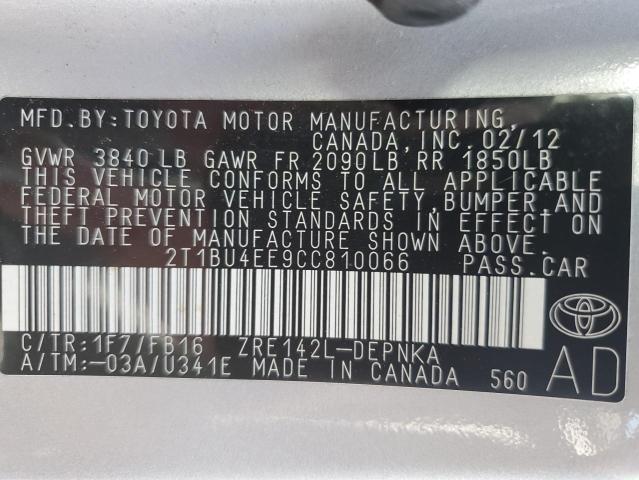 MFD.BY:TOYOTA MOTOR MANUFACTURING,
CANADA,INC. 02/12
GVWR 3840 LB GAWR FR 2090LB RR 1850LB
THIS VEHICLE CONFORMS TO ALL APPLICABLE
FEDERAL MOTOR VEHICLE SAFETY,BUMPER,AND
THEFT PREVENTION STANDARDS IN EFFECT ON
THE DATE OF MANUFACTURE SHOWN ABOVE.
2T1BU4EE9CC810066 PASS.CAR
C/TR:1F7/FB16 ZRE142L-DEPNKA
A/TM:-03A/U341E MADE IN CANADA 560
AD